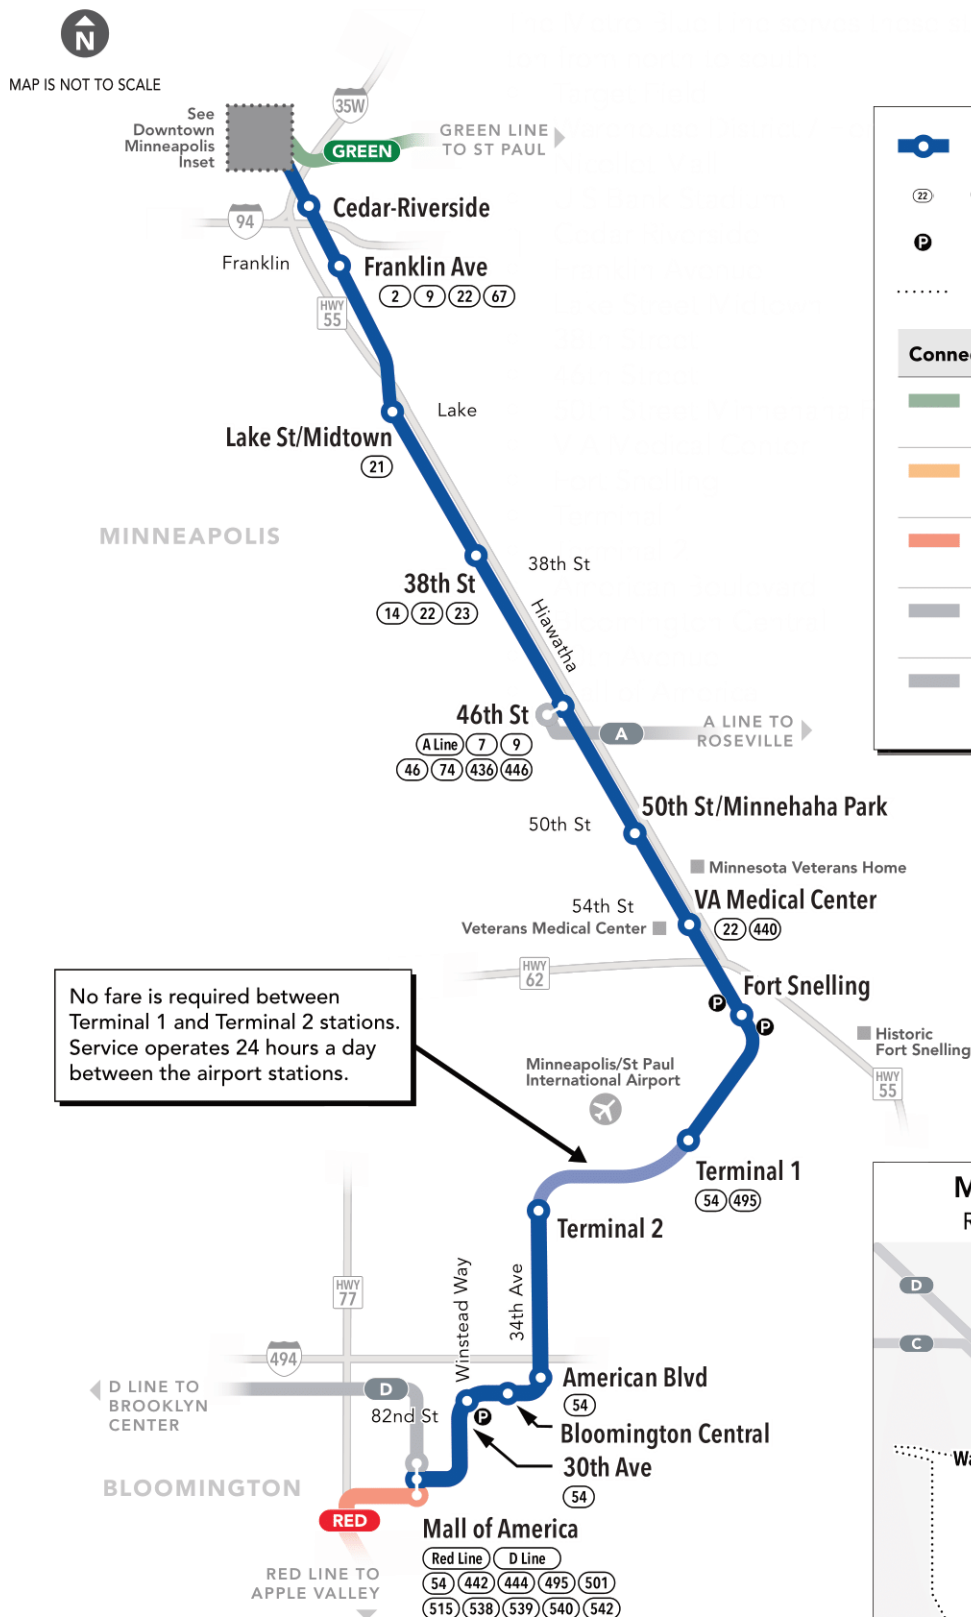 N
MAP IS NOT TO SCALE
See
Downtown
Minneapolis
Inset
35W
GREEN
GREEN LINE
TO ST PAUL
94
Cedar-Riverside
Franklin
Franklin Ave
2 9 22 67
HWY
55
Lake
Lake St/Midtown
21
MINNEAPOLIS
38th St
38th St
14 22 23
Hiawatha
46th St
A Line 7 9
46 74 436 446
A
A LINE TO
ROSEVILLE
50th St/Minnehaha Park
50th St
Minnesota Veterans Home
VA Medical Center
22 440
54th St
Veterans Medical Center
HWY
62
Fort Snelling
P
P
Historic
Fort Snelling
HWY
55
No fare is required between
Terminal 1 and Terminal 2 stations.
Service operates 24 hours a day
between the airport stations.
Minneapolis/St Paul
International Airport
Terminal 1
54 495
Terminal 2
HWY
77
Winstead Way
34th Ave
494
D LINE TO
BROOKLYN
CENTER
D
82nd St
P
American Blvd
54
Bloomington Central
30th Ave
54
BLOOMINGTON
RED
RED LINE TO
APPLE VALLEY
Mall of America
Red Line D Line
54 442 444 495 501
515 538 539 540 542
22
P
Connec
M
R
D
C
Wa